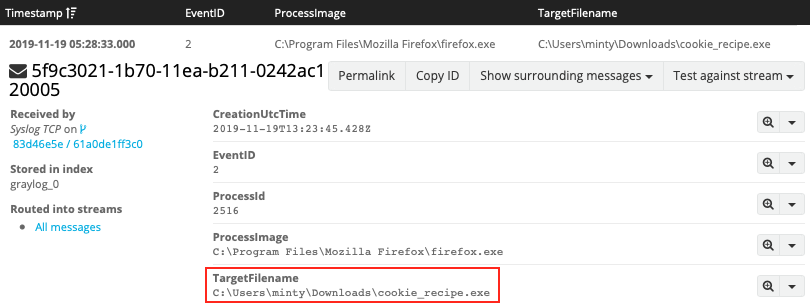 Timestamp EventID ProcessImage TargetFilename
2019-11-19 05:28:33.000 2 C:\Program Files\Mozilla Firefox\firefox.exe C:\Users\minty\Downloads\cookie_recipe.exe
5f9c3021-1b70-11ea-b211-0242ac1
20005
Permalink Copy ID Show surrounding messages Test against stream
Received by
Syslog TCP on
83d46e5e / 61a0de1ff3c0
Stored in index
graylog_0
Routed into streams
All messages
CreationUtcTime
2019-11-19T13:23:45.428Z
EventID
2
ProcessId
2516
ProcessImage
C:\Program Files\Mozilla Firefox\firefox.exe
TargetFilename
C:\Users\minty\Downloads\cookie_recipe.exe